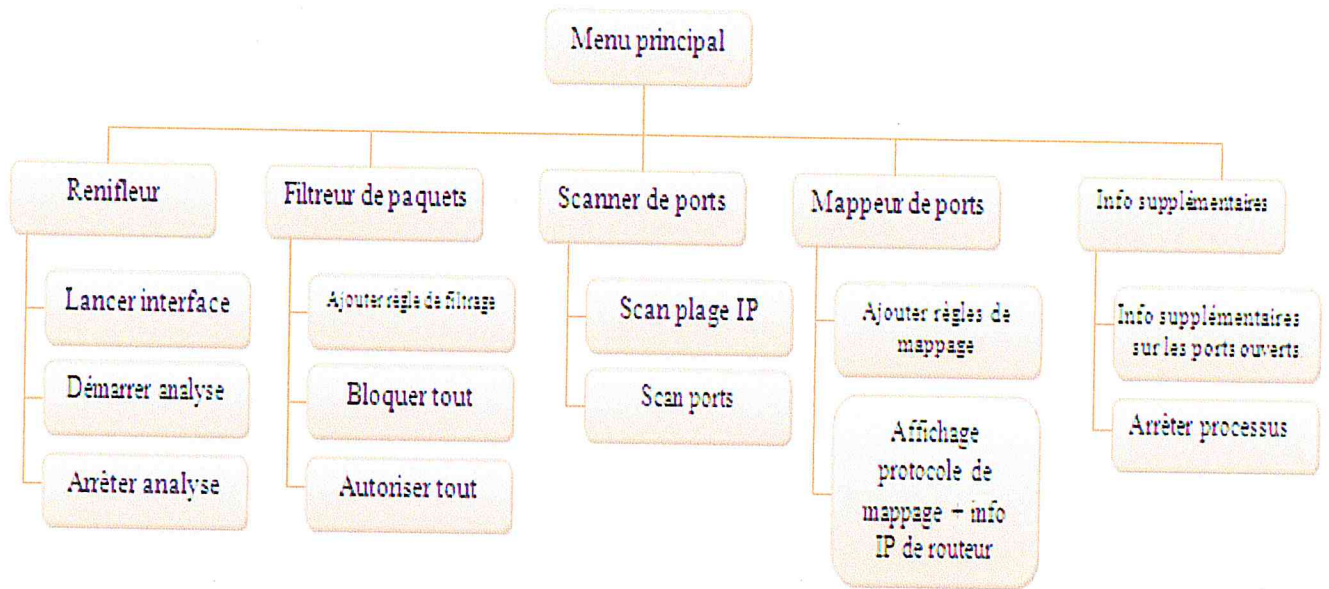 Menu principal
Renifleur
Filtreur de paquets
Scanner de ports
Mappeur de ports
Info supplémentaires
Lancer interface
Démarrer analyse
Arrêter analyse
Ajouter règle de filtrage
Bloquer tout
Autoriser tout
Scan plage IP
Scan ports
Ajouter règles de
mappage
Affichage
protocole de
mappage + info
IP de routeur
Info supplémentaires
sur les ports ouverts
Arrêter processus